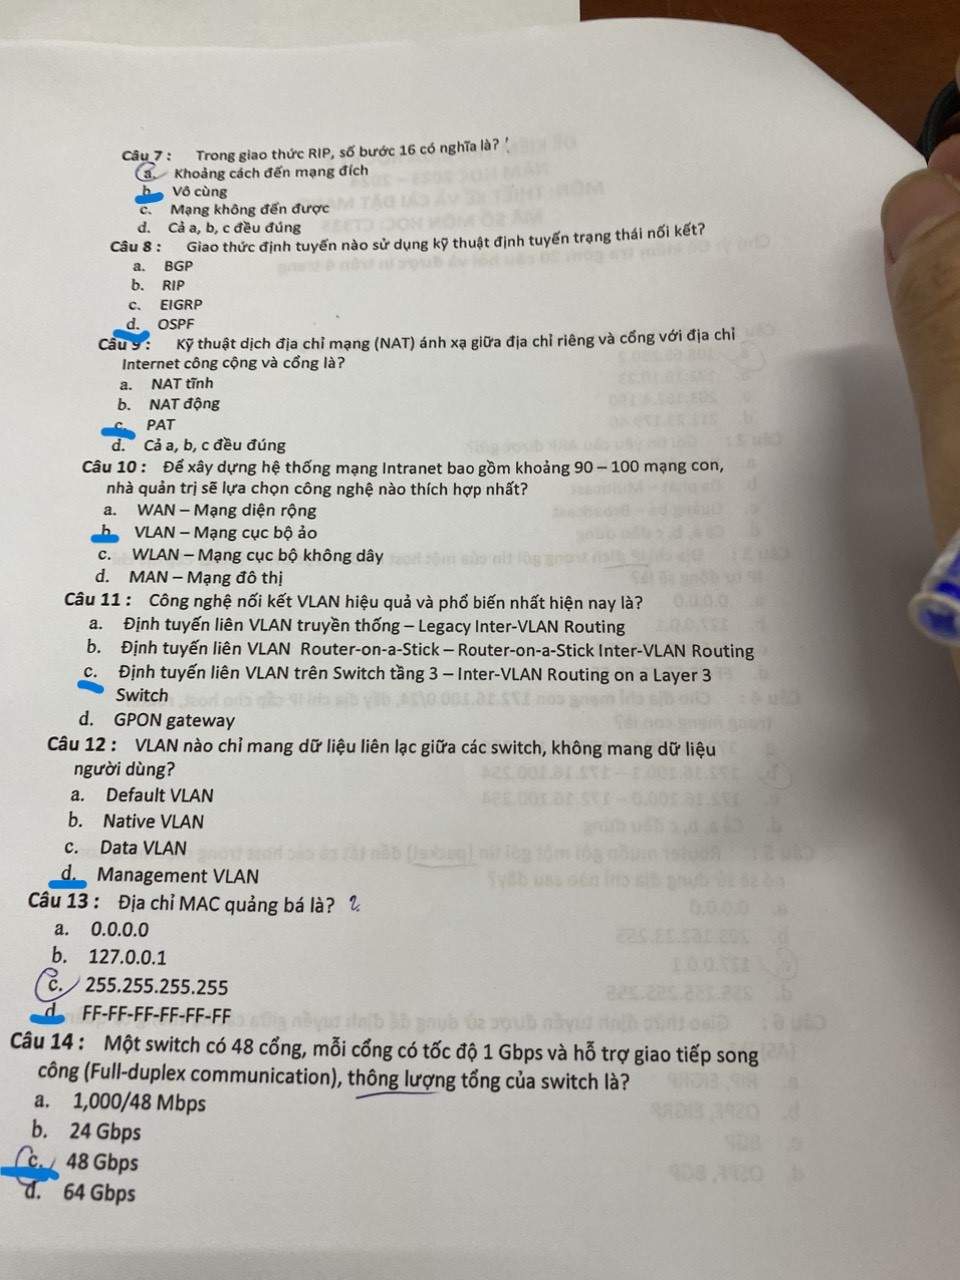 Câu 7 : Trong giao thức RIP, số bước 16 có nghĩa là?
a. Khoảng cách đến mạng đích
b. Vô cùng
c. Mạng không đến được
d. Cả a, b, c đều đúng
Câu 8 : Giao thức định tuyến nào sử dụng kỹ thuật định tuyến trạng thái nối kết?
a. BGP
b. RIP
c. EIGRP
d. OSPF
Câu 9 : Kỹ thuật dịch địa chỉ mạng (NAT) ánh xạ giữa địa chỉ riêng và cổng với địa chỉ
Internet công cộng và cổng là?
a. NAT tĩnh
b. NAT động
c. PAT
d. Cả a, b, c đều đúng
Câu 10 : Để xây dựng hệ thống mạng Intranet bao gồm khoảng 90 – 100 mạng con,
nhà quản trị sẽ lựa chọn công nghệ nào thích hợp nhất?
a. WAN – Mạng diện rộng
b. VLAN – Mạng cục bộ ảo
c. WLAN – Mạng cục bộ không dây
d. MAN – Mạng đô thị
Câu 11 : Công nghệ nối kết VLAN hiệu quả và phổ biến nhất hiện nay là?
a. Định tuyến liên VLAN truyền thống – Legacy Inter-VLAN Routing
b. Định tuyến liên VLAN Router-on-a-Stick – Router-on-a-Stick Inter-VLAN Routing
c. Định tuyến liên VLAN trên Switch tầng 3 – Inter-VLAN Routing on a Layer 3
Switch
d. GPON gateway
Câu 12 : VLAN nào chỉ mang dữ liệu liên lạc giữa các switch, không mang dữ liệu
người dùng?
a. Default VLAN
b. Native VLAN
c. Data VLAN
d. Management VLAN
Câu 13 : Địa chỉ MAC quảng bá là?
a. 0.0.0.0
b. 127.0.0.1
c. 255.255.255.255
d. FF-FF-FF-FF-FF-FF
Câu 14 : Một switch có 48 cổng, mỗi cổng có tốc độ 1 Gbps và hỗ trợ giao tiếp song
công (Full-duplex communication), thông lượng tổng của switch là?
a. 1,000/48 Mbps
b. 24 Gbps
c. 48 Gbps
d. 64 Gbps